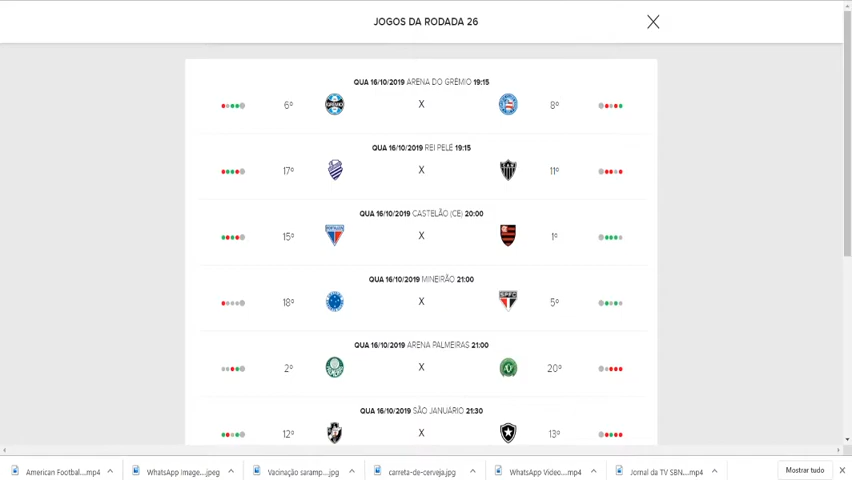 JOGOS DA RODADA 26
QUA 16/10/2019 ARENA DO GRÊMIO 19:15
6º X 8º
QUA 16/10/2019 REI PELÉ 19:15
17º X 11º
QUA 16/10/2019 CASTELÃO (CE) 20:00
15º X 1º
QUA 16/10/2019 MINEIRÃO 21:00
18º X 5º
QUA 16/10/2019 ARENA PALMEIRAS 21:00
2º X 20º
QUA 16/10/2019 SÃO JANUÁRIO 21:30
12º X 13º
American Footbal....mp4 WhatsApp Image....jpeg Vacinação saramp....jpg carreta-de-cerveja.jpg WhatsApp Video....mp4 Jornal da TV SBN....mp4 Mostrar tudo